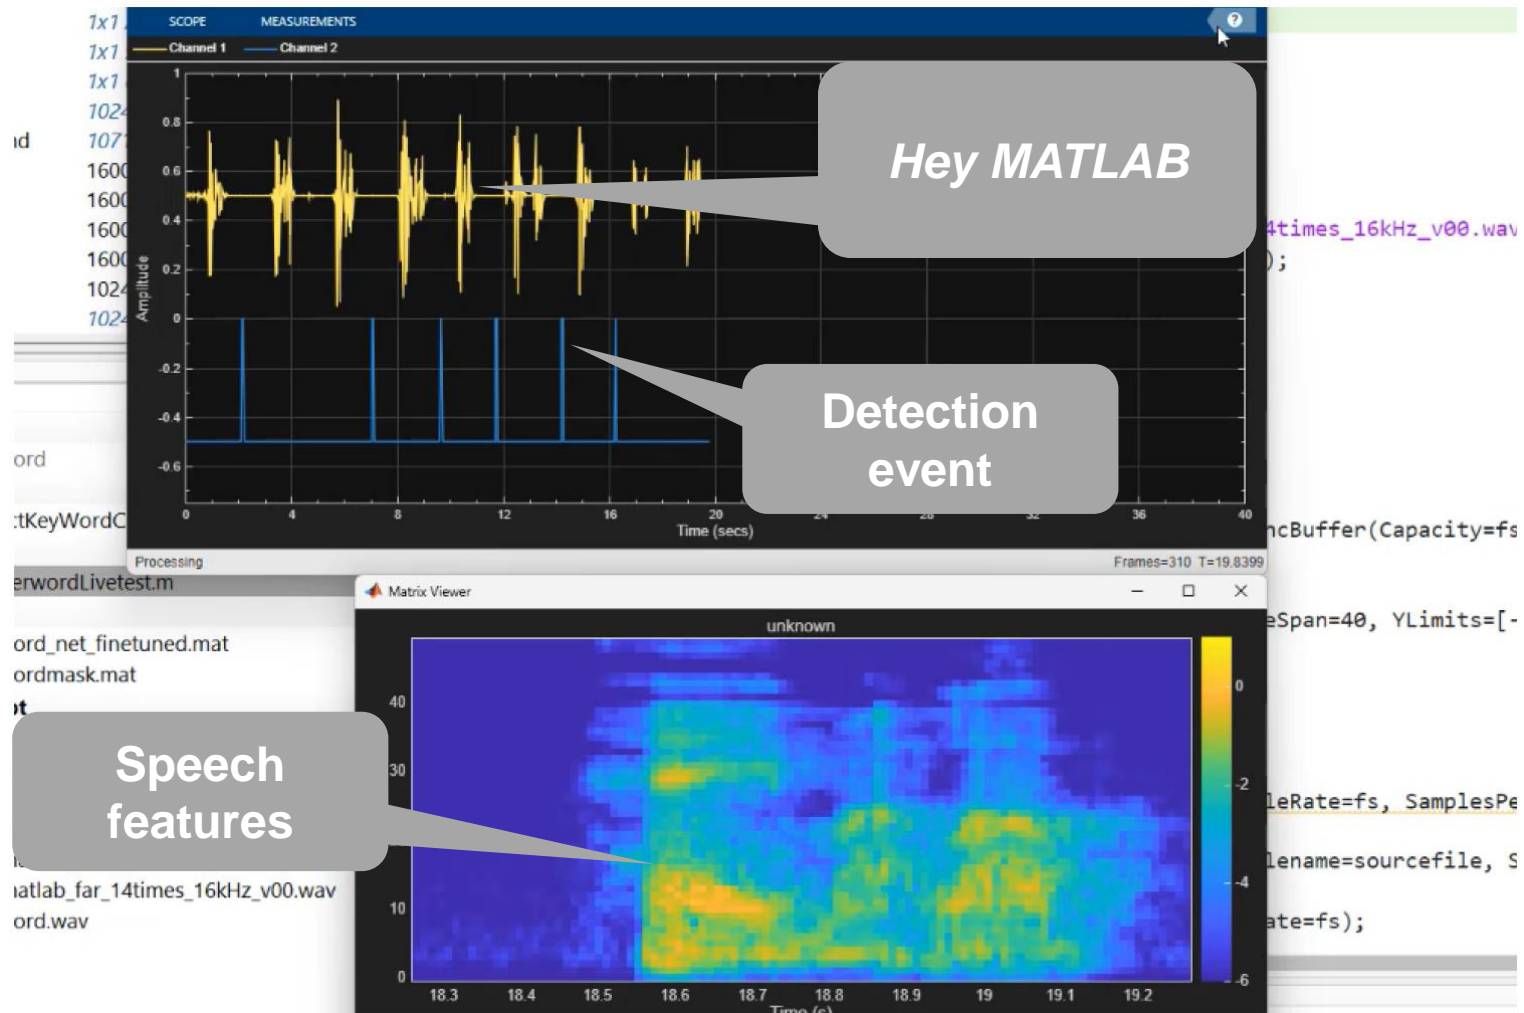 1x1
SCOPE MEASUREMENTS
?
1x1
Channel 1 Channel 2
1x1
1024
1071
1600
1600
1600
1600
1024
1024
Amplitude
1
0.8
0.6
0.4
0.2
0
-0.2
-0.4
-0.6
0 4 8 12 16 20 24 28 32 36 40
Time (secs)
Hey MATLAB
Detection
event
4times_16kHz_v00.wav
);
ord
ctKeyWordC
ncBuffer(Capacity=fs
Processing
Frames=310 T=19.8399
erwordLivetest.m
Matrix Viewer
eSpan=40, YLimits=[-
unknown
ord_net_finetuned.mat
ordmask.mat
40
30
10
0
0
-2
-4
-6
Speech
features
leRate=fs, SamplesPe
lename=sourcefile, S
atlab_far_14times_16kHz_v00.wav
ord.wav
ate=fs);
18.3 18.4 18.5 18.6 18.7 18.8 18.9 19 19.1 19.2
Time (s)